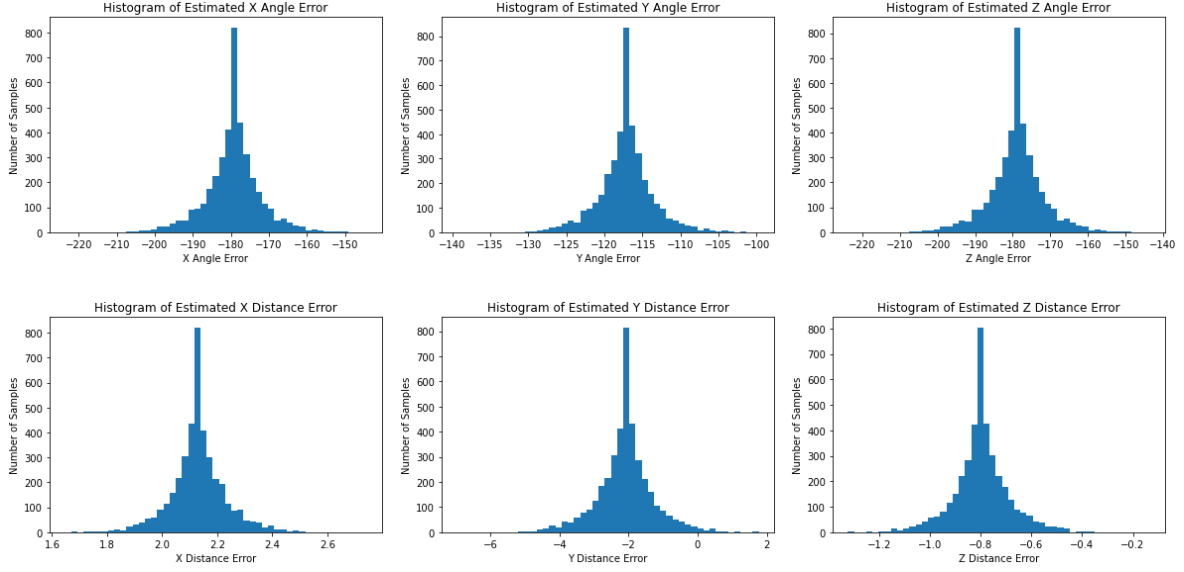 Histogram of Estimated X Angle Error
Number of Samples
800
700
600
500
400
300
200
100
0
−220 −210 −200 −190 −180 −170 −160 −150
X Angle Error
Histogram of Estimated Y Angle Error
Number of Samples
800
700
600
500
400
300
200
100
0
−140 −135 −130 −125 −120 −115 −110 −105 −100
Y Angle Error
Histogram of Estimated Z Angle Error
Number of Samples
800
700
600
500
400
300
200
100
0
−220 −210 −200 −190 −180 −170 −160 −150 −140
Z Angle Error
Histogram of Estimated X Distance Error
Number of Samples
800
700
600
500
400
300
200
100
0
1.6 1.8 2.0 2.2 2.4 2.6
X Distance Error
Histogram of Estimated Y Distance Error
Number of Samples
800
700
600
500
400
300
200
100
0
−6 −4 −2 0 2
Y Distance Error
Histogram of Estimated Z Distance Error
Number of Samples
800
700
600
500
400
300
200
100
0
−1.2 −1.0 −0.8 −0.6 −0.4 −0.2
Z Distance Error